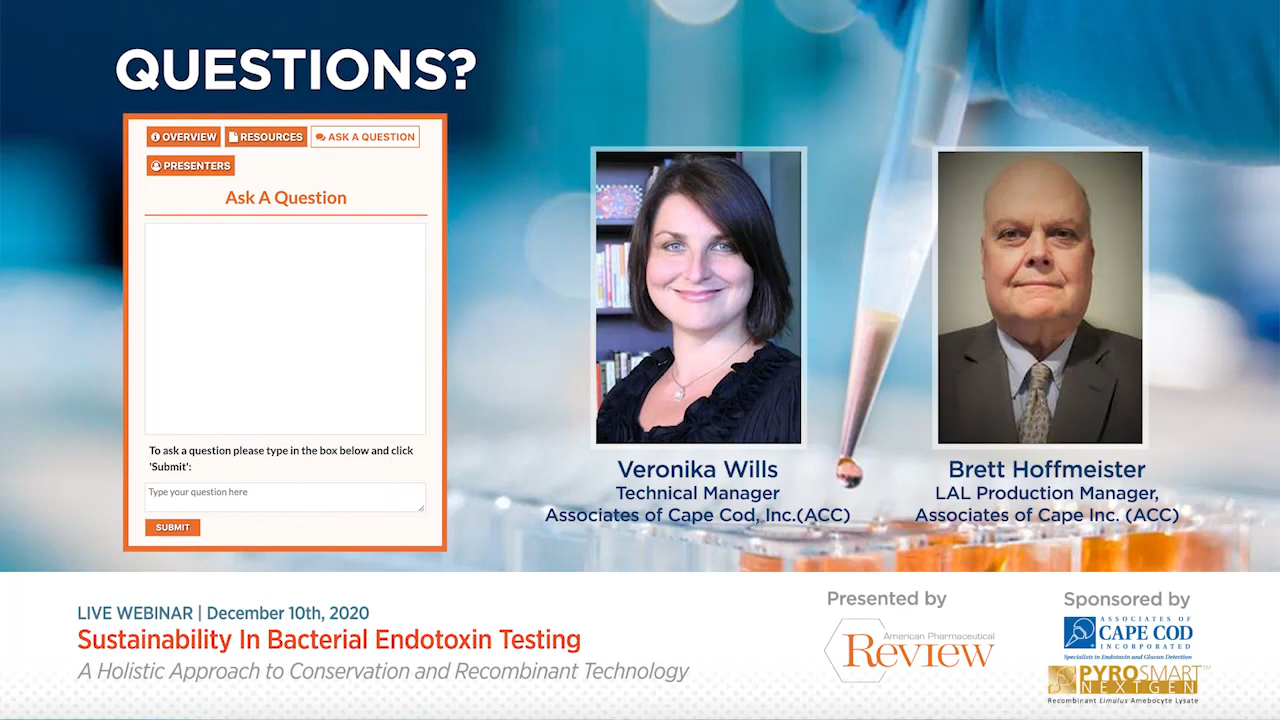 QUESTIONS?
OVERVIEW
RESOURCES
ASK A QUESTION
PRESENTERS
Ask A Question
To ask a question please type in the box below and click
'Submit':
Type your question here
SUBMIT
Veronika Wills
Technical Manager
Associates of Cape Cod, Inc.(ACC)
Brett Hoffmeister
LAL Production Manager,
Associates of Cape Inc. (ACC)
LIVE WEBINAR | December 10th, 2020
Sustainability In Bacterial Endotoxin Testing
A Holistic Approach to Conservation and Recombinant Technology
Presented by
American Pharmaceutical
Review
Sponsored by
ASSOCIATES OF
CAPE COD
INCORPORATED
Specialists in Endotoxin and Glucan Detection
PYROSMART™
NEXTGEN
Recombinant Limulus Amebocyte Lysate